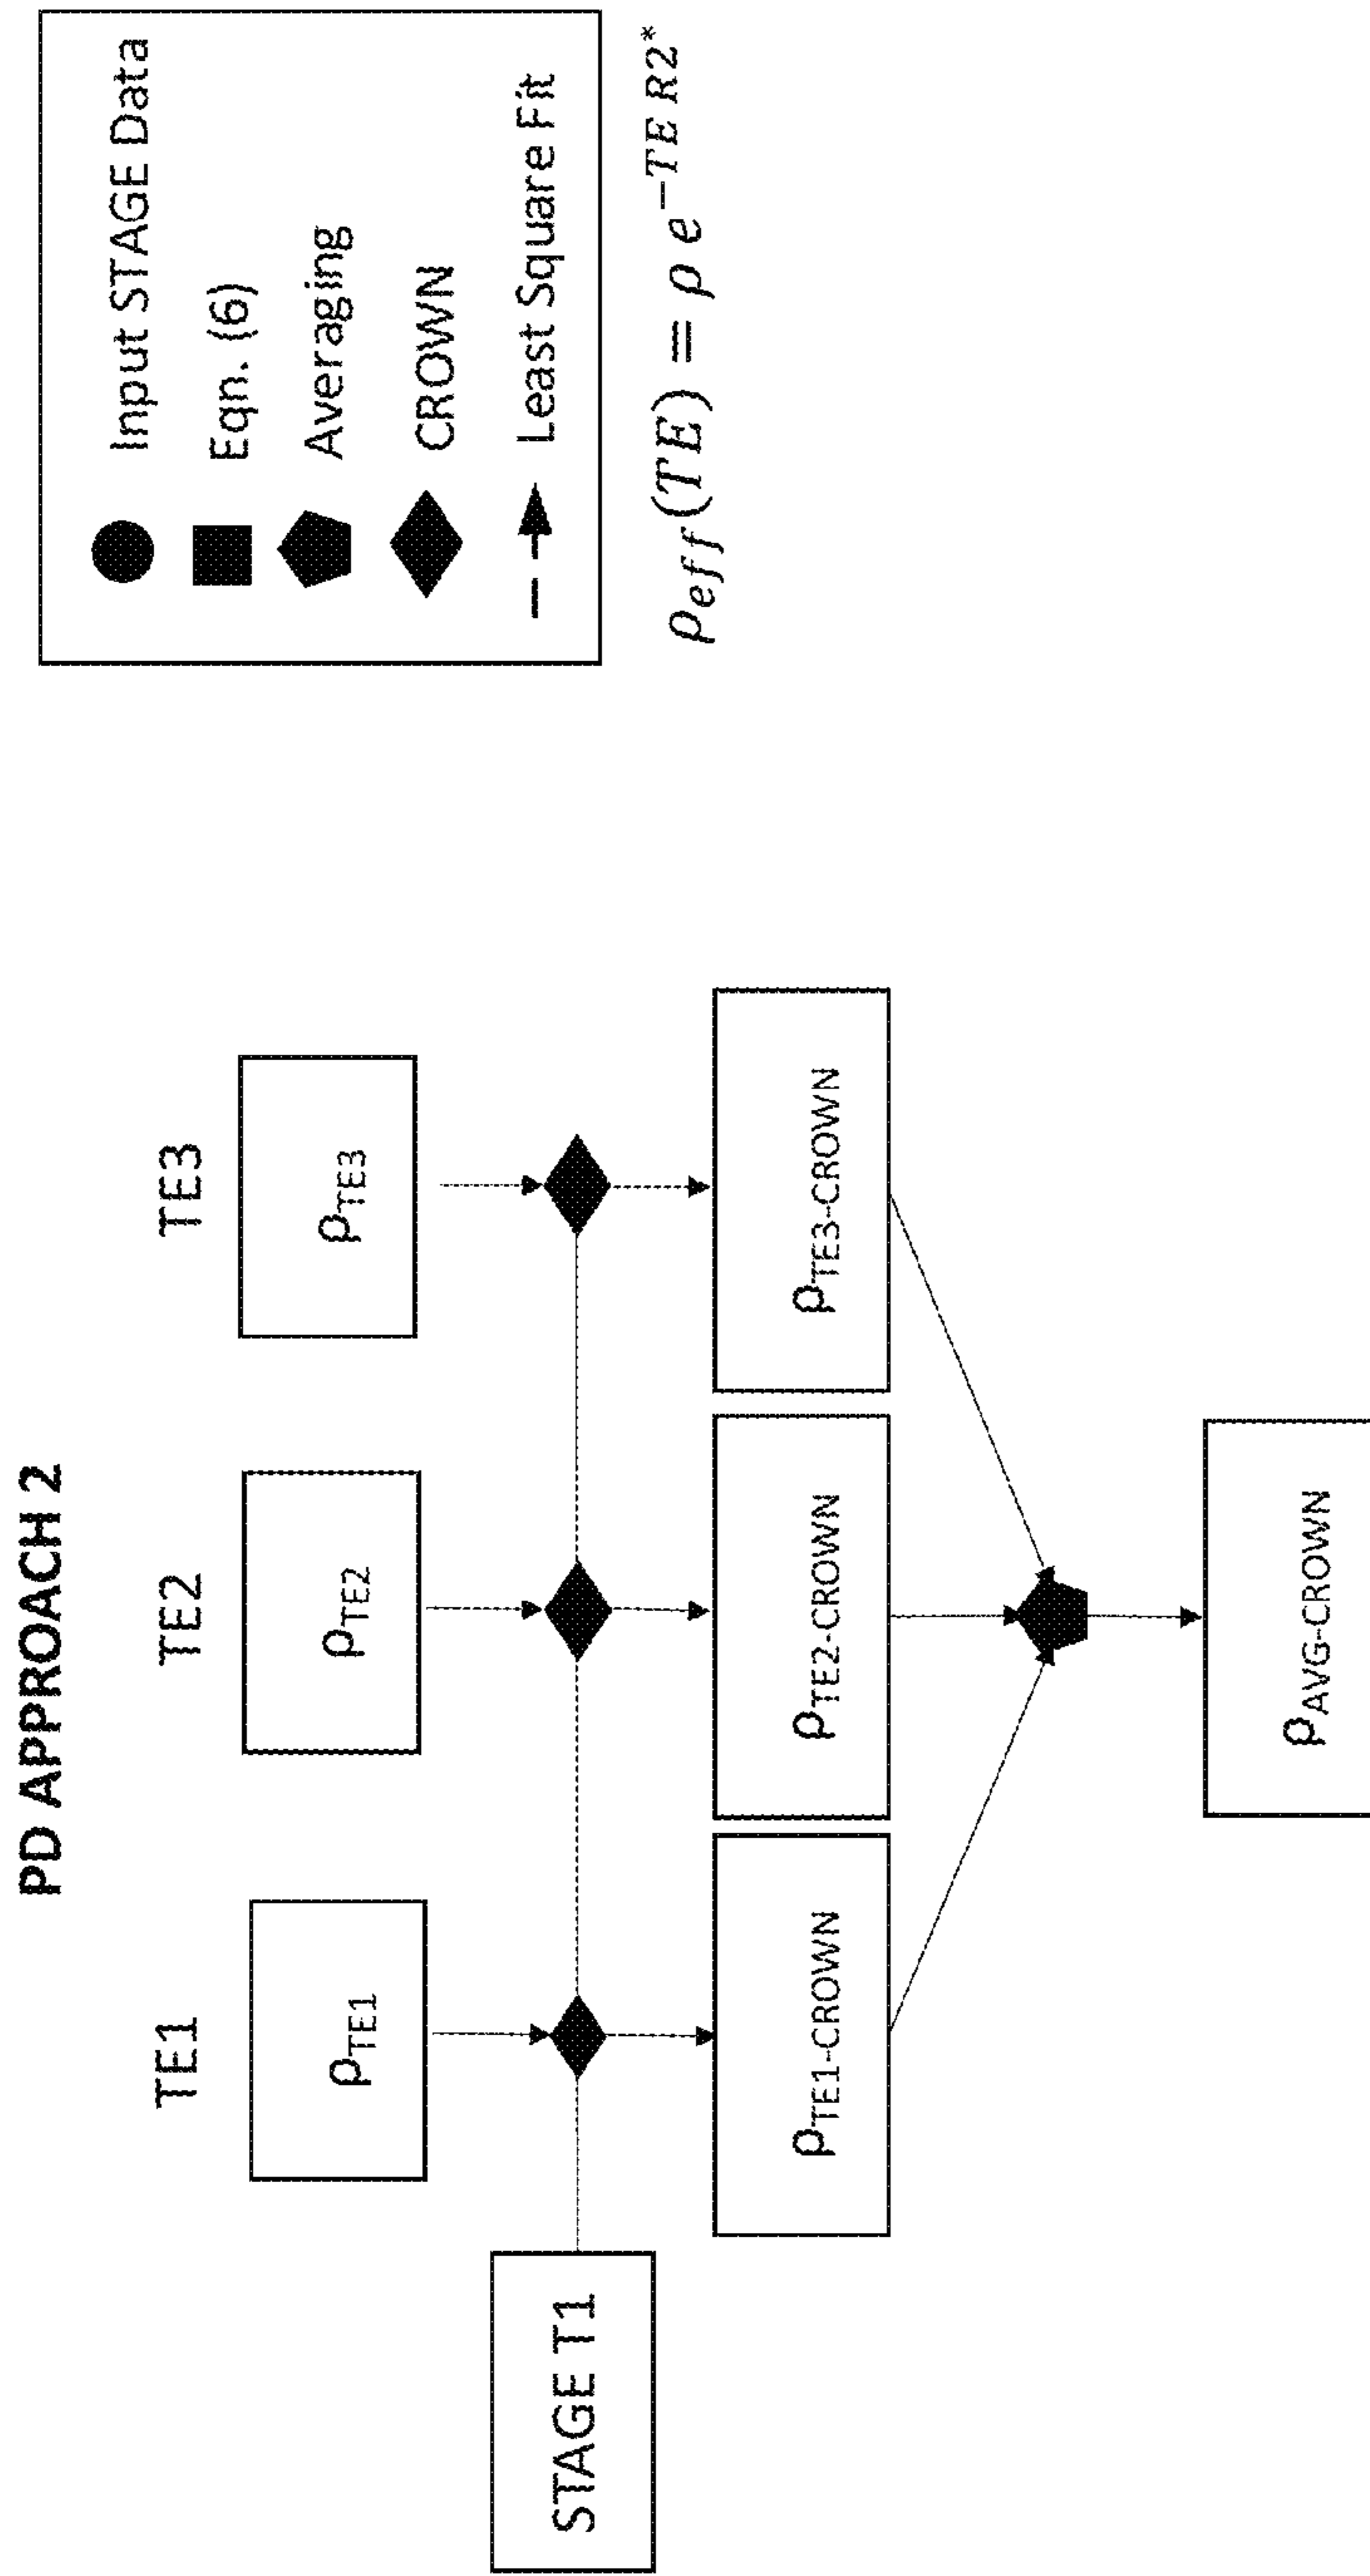 PD APPROACH 2
TE1
TE2
TE3
ρTE1
ρTE2
ρTE3
STAGE T1
ρTE1-CROWN
ρTE2-CROWN
ρTE3-CROWN
ρAVG-CROWN
Input STAGE Data
Eqn. (6)
Averaging
CROWN
Least Square Fit
ρeff(TE) = ρ e^-TE R2*